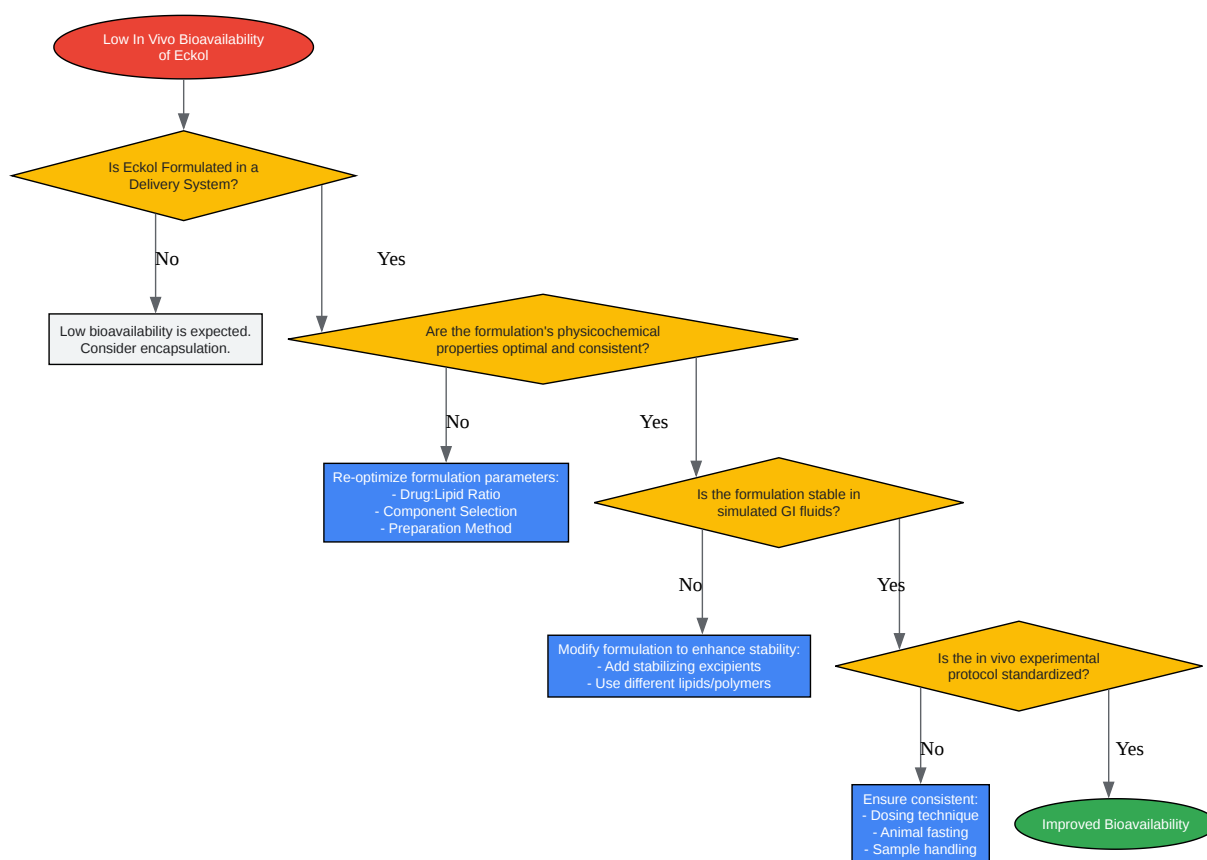 Low In Vivo Bioavailability
of Eckol
Is Eckol Formulated in a
Delivery System?
No
Yes
Low bioavailability is expected.
Consider encapsulation.
Are the formulation's physicochemical
properties optimal and consistent?
No
Yes
Re-optimize formulation parameters:
- Drug:Lipid Ratio
- Component Selection
- Preparation Method
Is the formulation stable in
simulated GI fluids?
No
Yes
Modify formulation to enhance stability:
- Add stabilizing excipients
- Use different lipids/polymers
Is the in vivo experimental
protocol standardized?
No
Yes
Ensure consistent:
- Dosing technique
- Animal fasting
- Sample handling
Improved Bioavailability